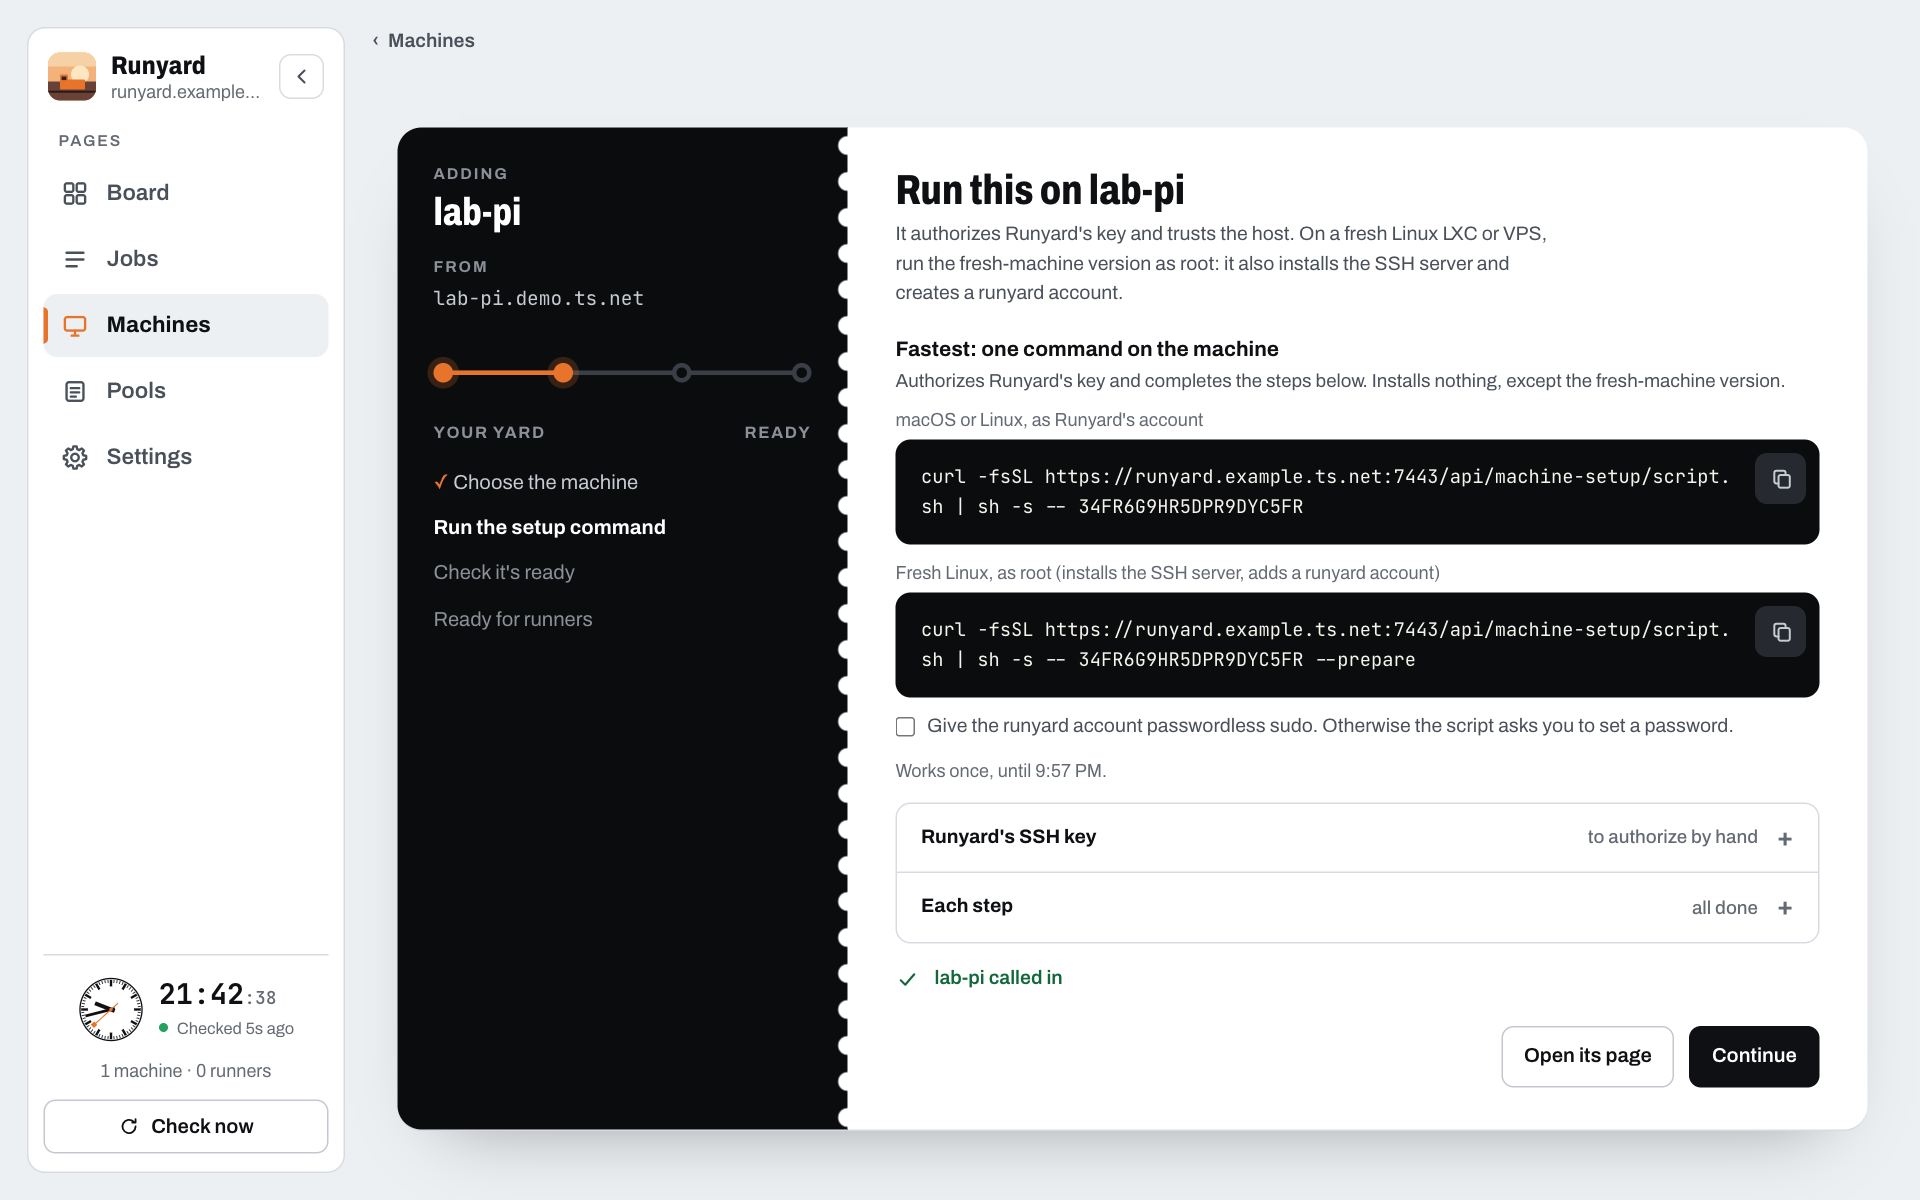 Runyard
runyard.example...
PAGES
Board
Jobs
Machines
Pools
Settings
21:42:38
Checked 5s ago
1 machine · 0 runners
Check now
‹ Machines
ADDING
lab-pi
FROM
lab-pi.demo.ts.net
YOUR YARD READY
✓ Choose the machine
Run the setup command
Check it's ready
Ready for runners
Run this on lab-pi
It authorizes Runyard's key and trusts the host. On a fresh Linux LXC or VPS,
run the fresh-machine version as root: it also installs the SSH server and
creates a runyard account.
Fastest: one command on the machine
Authorizes Runyard's key and completes the steps below. Installs nothing, except the fresh-machine version.
macOS or Linux, as Runyard's account
curl -fsSL https://runyard.example.ts.net:7443/api/machine-setup/script.
sh | sh -s -- 34FR6G9HR5DPR9DYC5FR
Fresh Linux, as root (installs the SSH server, adds a runyard account)
curl -fsSL https://runyard.example.ts.net:7443/api/machine-setup/script.
sh | sh -s -- 34FR6G9HR5DPR9DYC5FR --prepare
Give the runyard account passwordless sudo. Otherwise the script asks you to set a password.
Works once, until 9:57 PM.
Runyard's SSH key to authorize by hand +
Each step all done +
lab-pi called in
Open its page
Continue